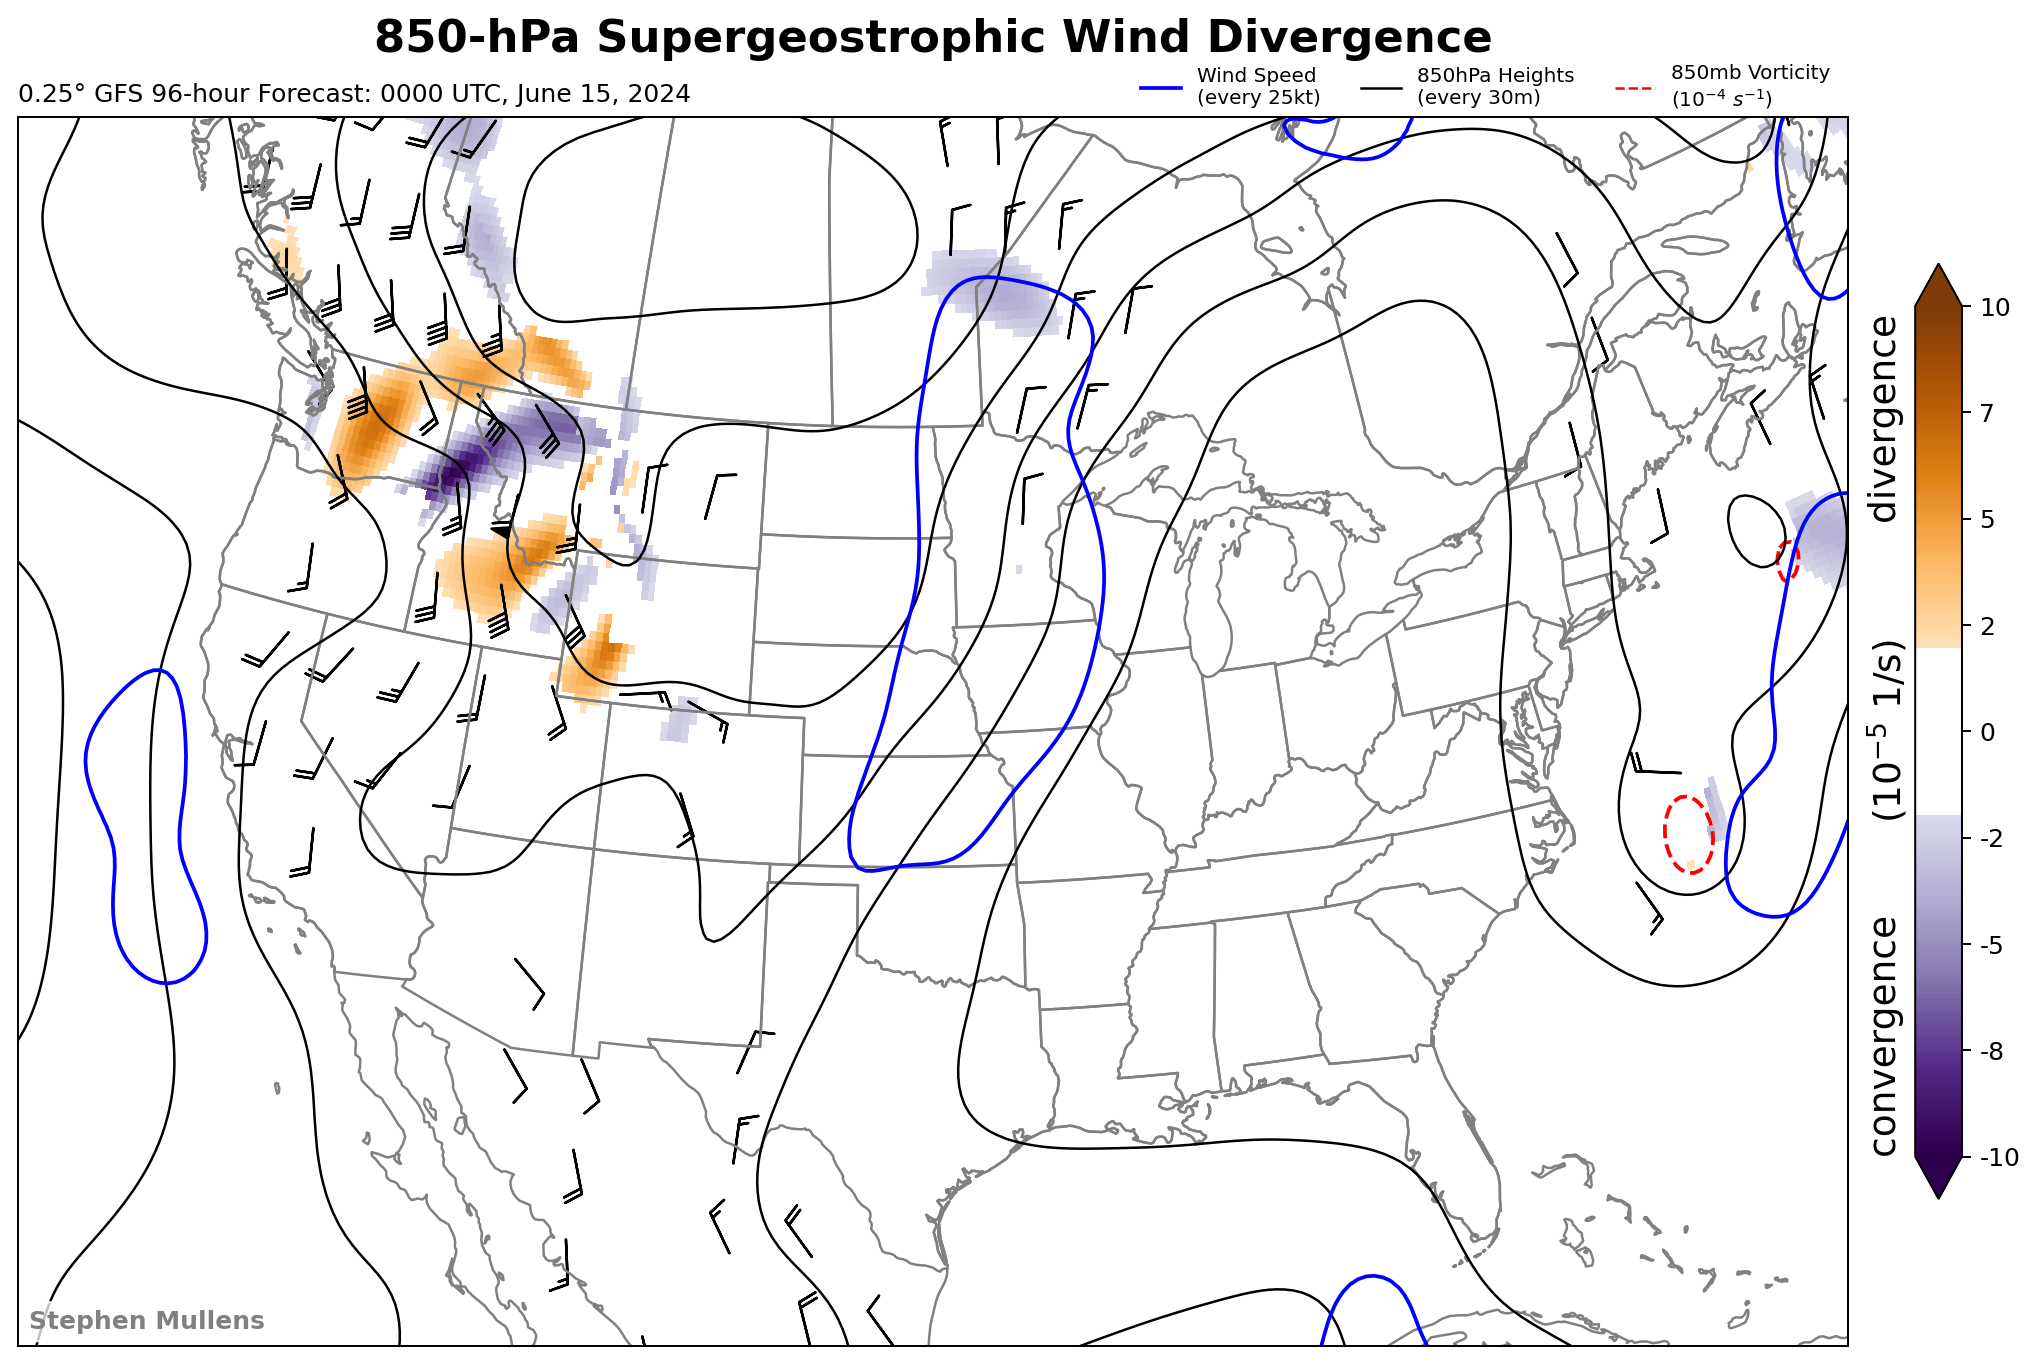 850-hPa Supergeostrophic Wind Divergence
0.25° GFS 96-hour Forecast: 0000 UTC, June 15, 2024
Wind Speed
(every 25kt)
850hPa Heights
(every 30m)
850mb Vorticity
(10⁻⁴ s⁻¹)
10
7
5
2
0
-2
-5
-8
-10
convergence (10⁻⁵ 1/s) divergence
Stephen Mullens